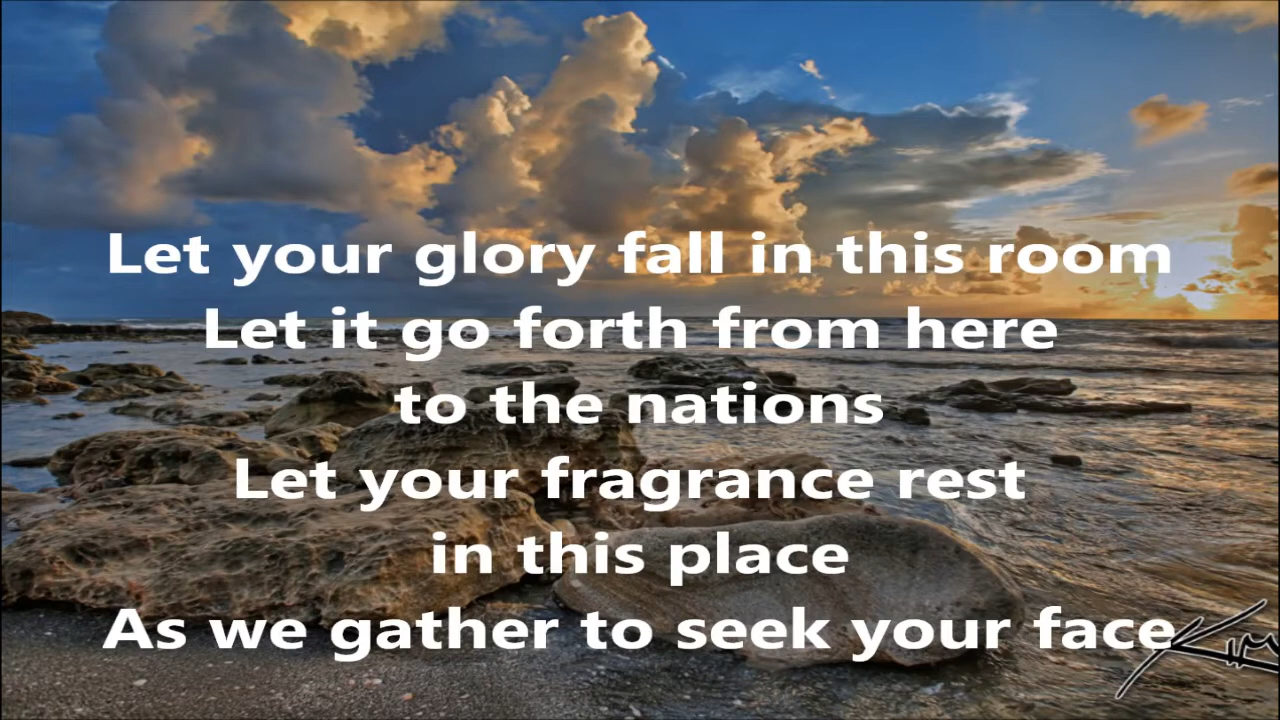 Let your glory fall in this room
Let it go forth from here
to the nations
Let your fragrance rest
in this place
As we gather to seek your face